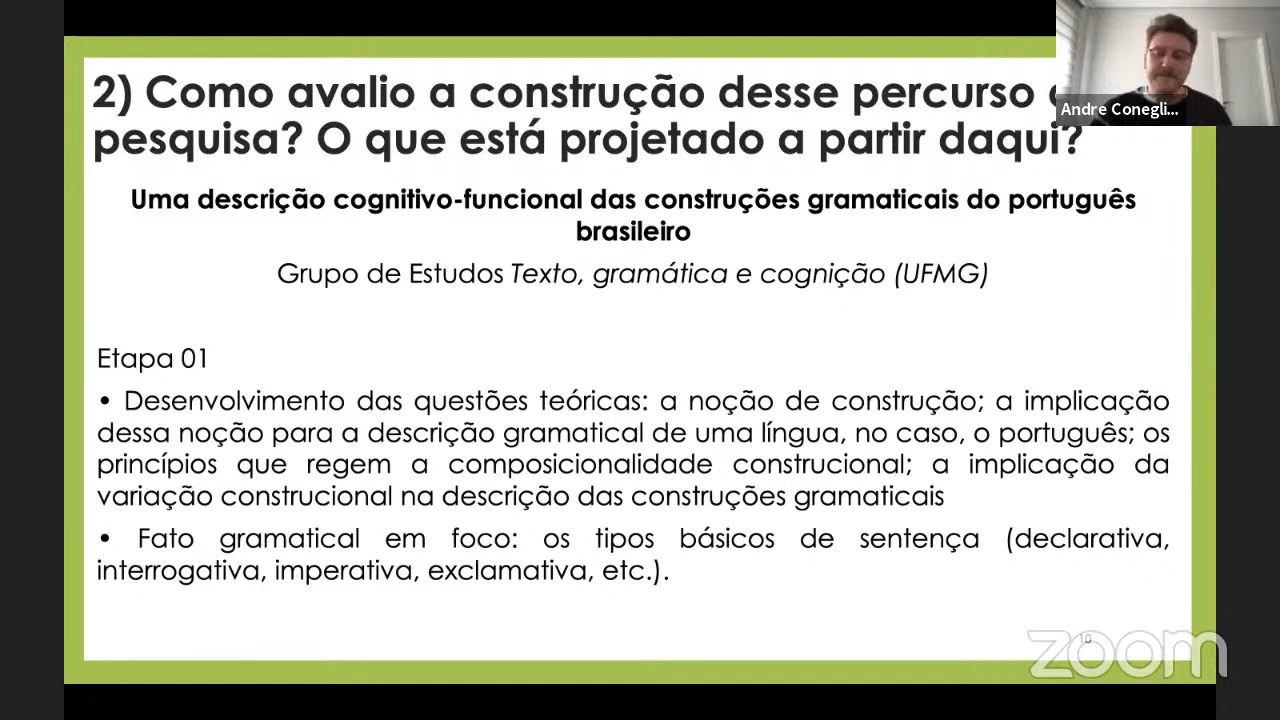 2) Como avalio a construção desse percurso
pesquisa? O que está projetado a partir daqui?
Andre Conegli...
Uma descrição cognitivo-funcional das construções gramaticais do português
brasileiro
Grupo de Estudos Texto, gramática e cognição (UFMG)
Etapa 01
• Desenvolvimento das questões teóricas: a noção de construção; a implicação
dessa noção para a descrição gramatical de uma língua, no caso, o português; os
princípios que regem a composicionalidade construcional; a implicação da
variação construcional na descrição das construções gramaticais
• Fato gramatical em foco: os tipos básicos de sentença (declarativa,
interrogativa, imperativa, exclamativa, etc.).
10
zoom